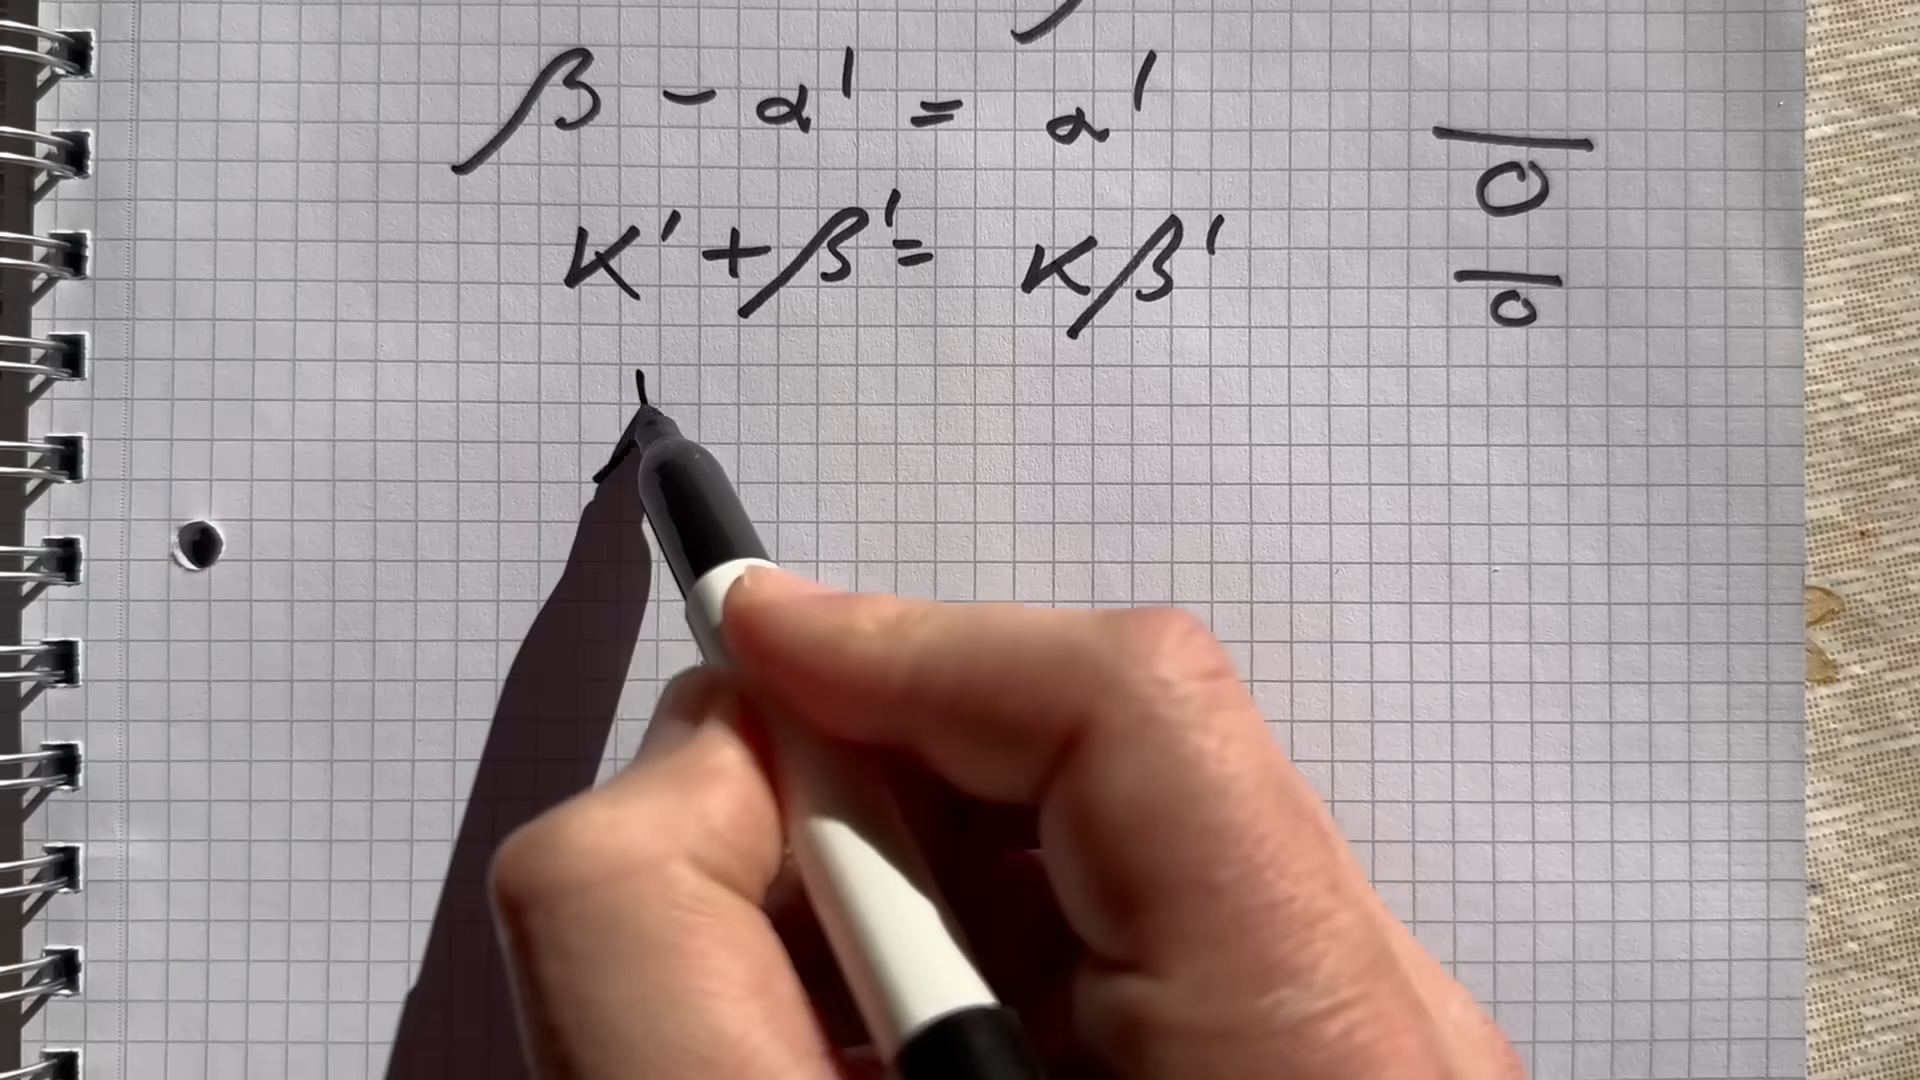 β - α' = α'
κ' + β' = κβ'
ō
ō